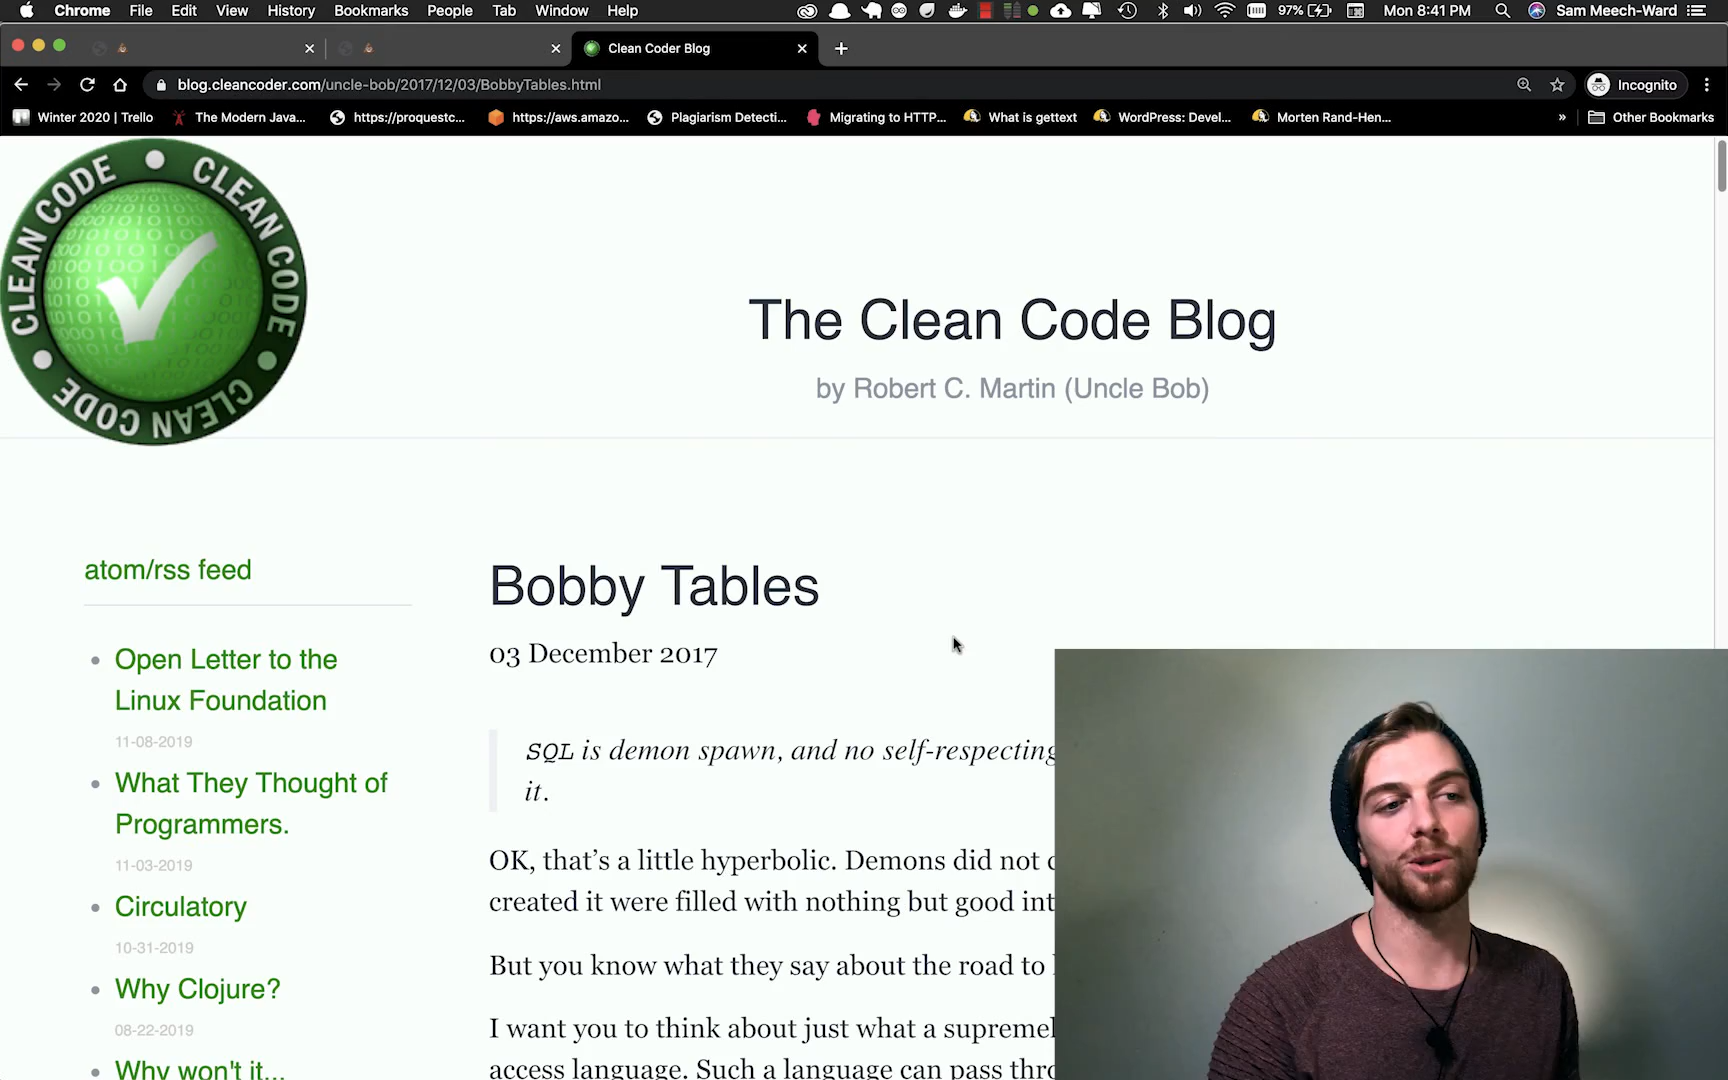 Chrome File Edit View History Bookmarks People Tab Window Help 97% Mon 8:41 PM Sam Meech-Ward
Clean Coder Blog
blog.cleancoder.com/uncle-bob/2017/12/03/BobbyTables.html Incognito
Winter 2020 | Trello The Modern Java... https://proquestc... https://aws.amazo... Plagiarism Detecti... Migrating to HTTP... What is gettext WordPress: Devel... Morten Rand-Hen... » Other Bookmarks
CLEAN CODE • CLEAN CODE • CLEAN CODE
The Clean Code Blog
by Robert C. Martin (Uncle Bob)
atom/rss feed
Open Letter to the
Linux Foundation
11-08-2019
What They Thought of
Programmers.
11-03-2019
Circulatory
10-31-2019
Why Clojure?
08-22-2019
Why won't it...
Bobby Tables
03 December 2017
SQL is demon spawn, and no self-respecting
it.
OK, that's a little hyperbolic. Demons did not
created it were filled with nothing but good
But you know what they say about the road to
I want you to think about just what a
access language. Such a language can pass